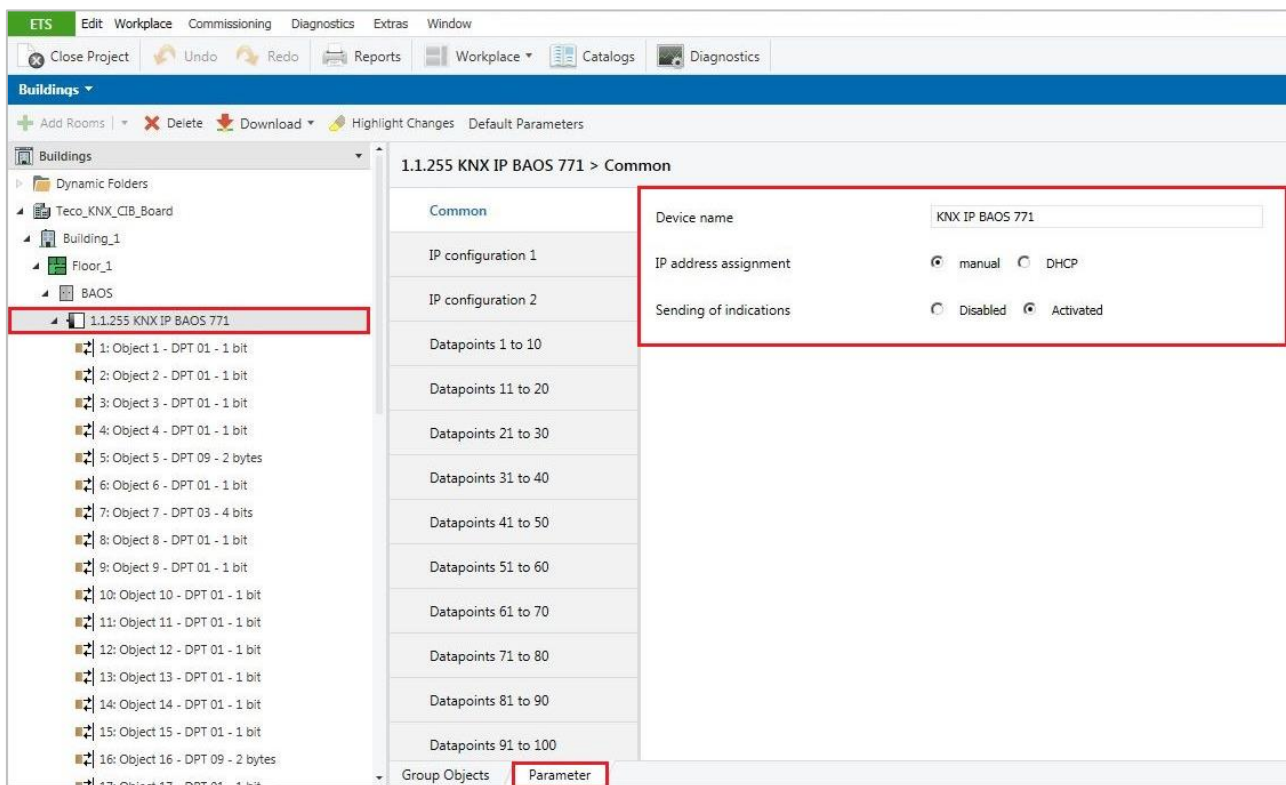 ETS Edit Workplace Commissioning Diagnostics Extras Window
Close Project Undo Redo Reports Workplace Catalogs Diagnostics
Buildings
Add Rooms Delete Download Highlight Changes Default Parameters
Buildings
Dynamic Folders
Teco_KNX_CIB_Board
Building_1
Floor_1
BAOS
1.1.255 KNX IP BAOS 771
1: Object 1 - DPT 01 - 1 bit
2: Object 2 - DPT 01 - 1 bit
3: Object 3 - DPT 01 - 1 bit
4: Object 4 - DPT 01 - 1 bit
5: Object 5 - DPT 09 - 2 bytes
6: Object 6 - DPT 01 - 1 bit
7: Object 7 - DPT 03 - 4 bits
8: Object 8 - DPT 01 - 1 bit
9: Object 9 - DPT 01 - 1 bit
10: Object 10 - DPT 01 - 1 bit
11: Object 11 - DPT 01 - 1 bit
12: Object 12 - DPT 01 - 1 bit
13: Object 13 - DPT 01 - 1 bit
14: Object 14 - DPT 01 - 1 bit
15: Object 15 - DPT 01 - 1 bit
16: Object 16 - DPT 09 - 2 bytes
17: Object 17 - DPT 01 - 1 bit
1.1.255 KNX IP BAOS 771 > Common
Common
IP configuration 1
IP configuration 2
Datapoints 1 to 10
Datapoints 11 to 20
Datapoints 21 to 30
Datapoints 31 to 40
Datapoints 41 to 50
Datapoints 51 to 60
Datapoints 61 to 70
Datapoints 71 to 80
Datapoints 81 to 90
Datapoints 91 to 100
Device name KNX IP BAOS 771
IP address assignment manual DHCP
Sending of indications Disabled Activated
Group Objects Parameter